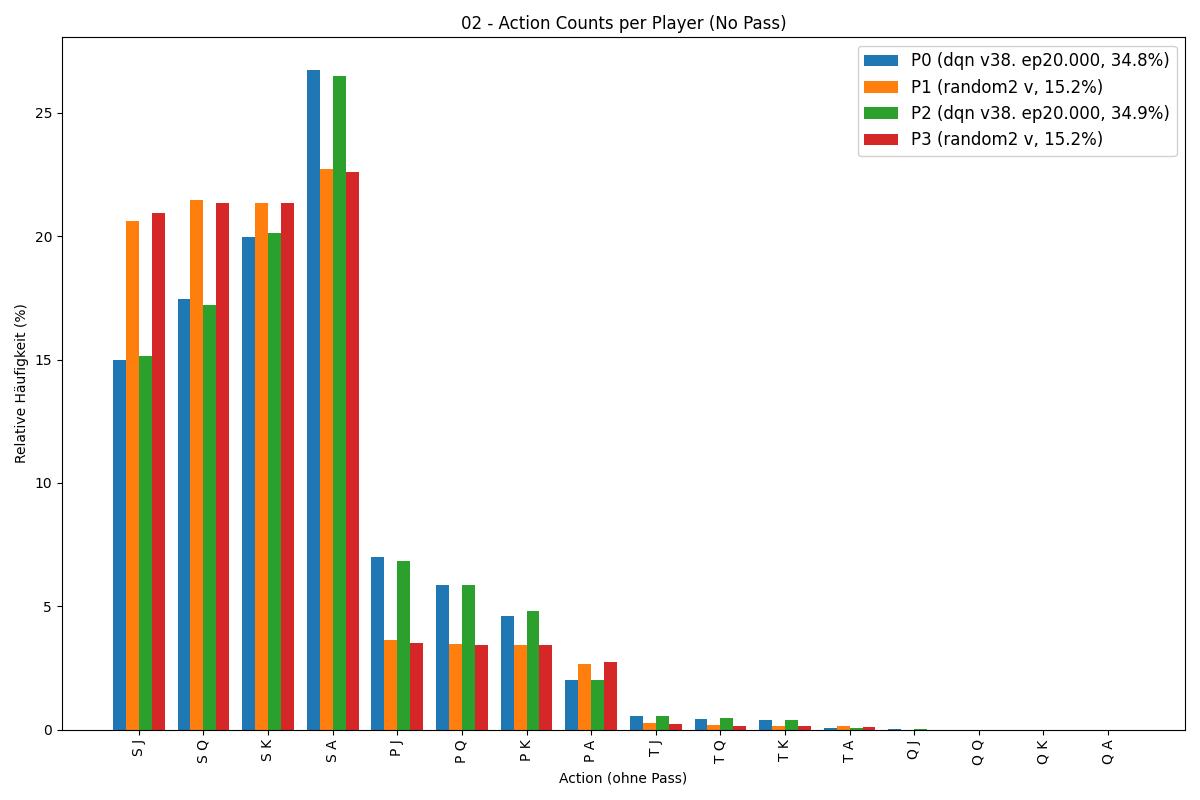 02 - Action Counts per Player (No Pass)
P0 (dqn v38. ep20.000, 34.8%)
P1 (random2 v, 15.2%)
P2 (dqn v38. ep20.000, 34.9%)
P3 (random2 v, 15.2%)
Relative Häufigkeit (%)
25
20
15
10
5
0
S J
S Q
S K
S A
P J
P Q
P K
P A
T J
T Q
T K
T A
Q J
Q Q
Q K
Q A
Action (ohne Pass)